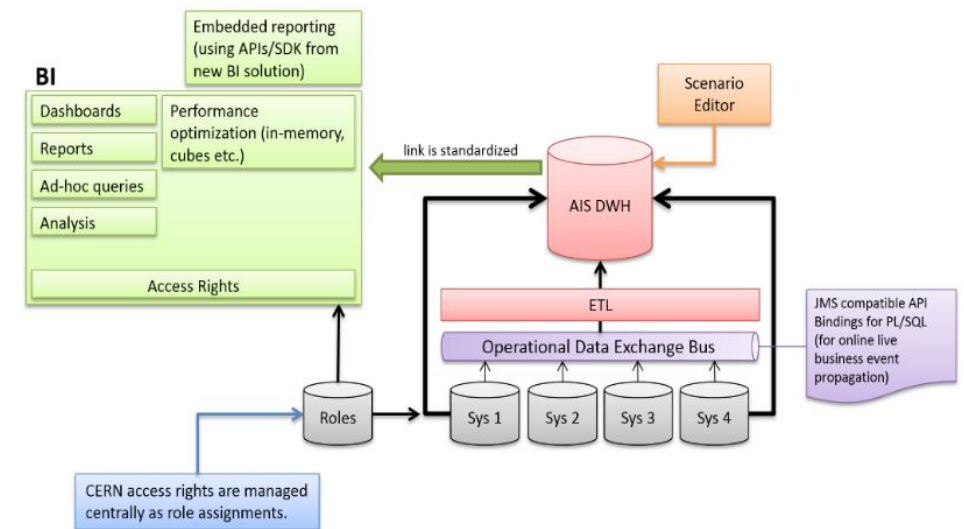 Embedded reporting
(using APIs/SDK from
new BI solution)
BI
Dashboards
Reports
Ad-hoc queries
Analysis
Performance
optimization (in-memory,
cubes etc.)
Access Rights
link is standardized
Scenario
Editor
AIS DWH
ETL
Operational Data Exchange Bus
JMS compatible API
Bindings for PL/SQL
(for online live
business event
propagation)
Roles
Sys 1
Sys 2
Sys 3
Sys 4
CERN access rights are managed
centrally as role assignments.